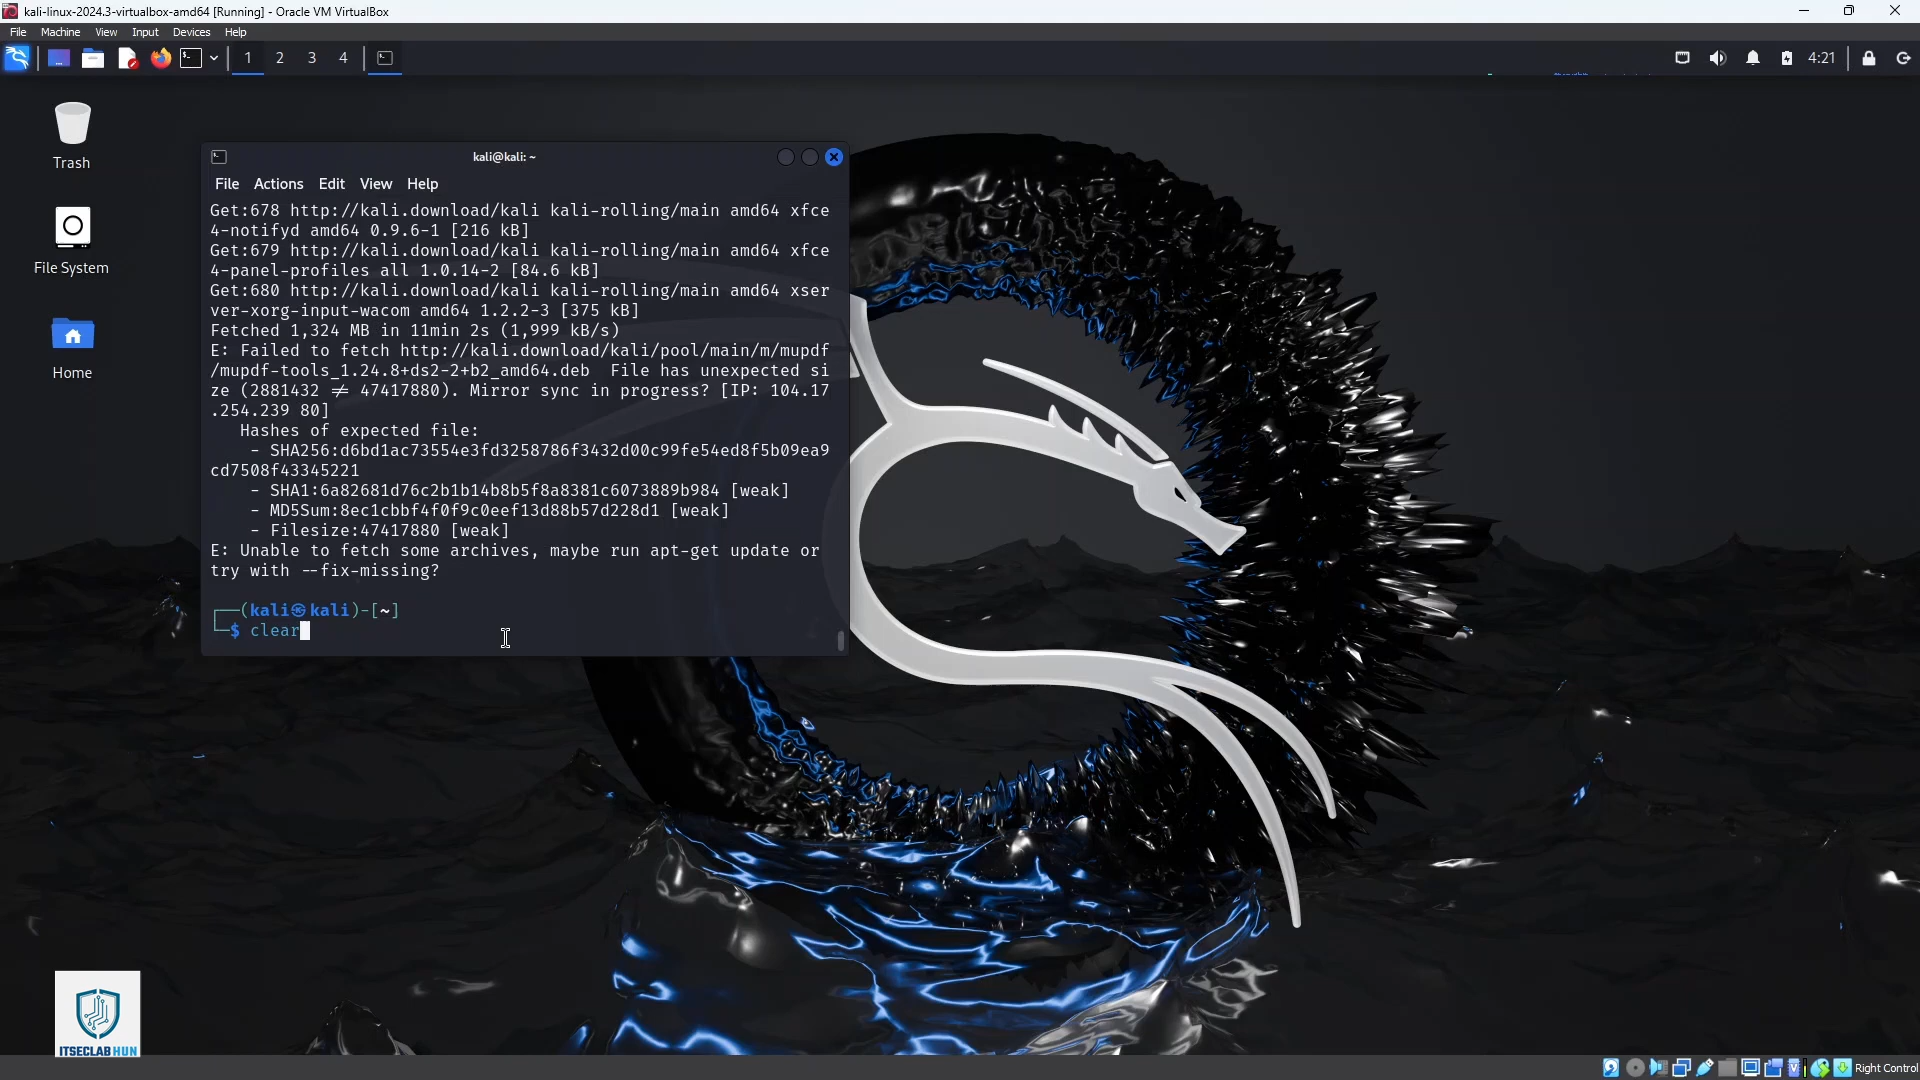 kali-linux-2024.3-virtualbox-amd64 [Running] - Oracle VM VirtualBox
File Machine View Input Devices Help
1 2 3 4 4:21
Trash
File System
Home
kali@kali: ~
File Actions Edit View Help
Get:678 http://kali.download/kali kali-rolling/main amd64 xfce
4-notifyd amd64 0.9.6-1 [216 kB]
Get:679 http://kali.download/kali kali-rolling/main amd64 xfce
4-panel-profiles all 1.0.14-2 [84.6 kB]
Get:680 http://kali.download/kali kali-rolling/main amd64 xser
ver-xorg-input-wacom amd64 1.2.2-3 [375 kB]
Fetched 1,324 MB in 11min 2s (1,999 kB/s)
E: Failed to fetch http://kali.download/kali/pool/main/m/mupdf
/mupdf-tools_1.24.8+ds2-2+b2_amd64.deb  File has unexpected si
ze (2881432 ≠ 47417880). Mirror sync in progress? [IP: 104.17
.254.239 80]
Hashes of expected file:
- SHA256:d6bd1ac73554e3fd3258786f3432d00c99fe54ed8f5b09ea9
cd7508f43345221
- SHA1:6a82681d76c2b1b14b8b5f8a8381c6073889b984 [weak]
- MD5Sum:8ec1cbbf4f0f9c0eef13d88b57d228d1 [weak]
- Filesize:47417880 [weak]
E: Unable to fetch some archives, maybe run apt-get update or
try with --fix-missing?
┌──(kali㉿kali)-[~]
└─$ clear
ITSECLAB HUN
Right Control